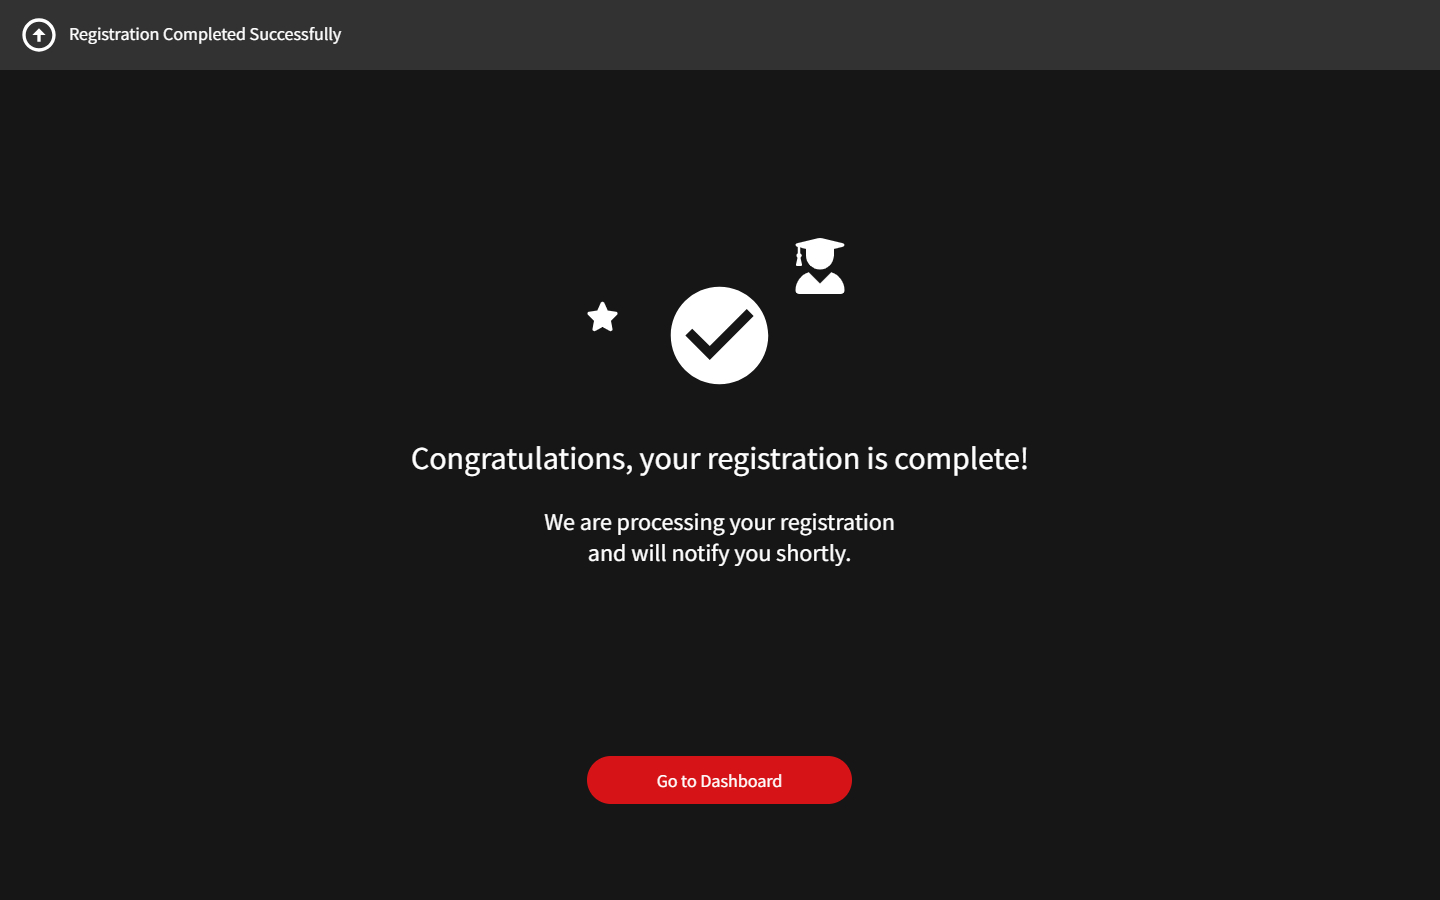 Registration Completed Successfully
Congratulations, your registration is complete!
We are processing your registration
and will notify you shortly.
Go to Dashboard